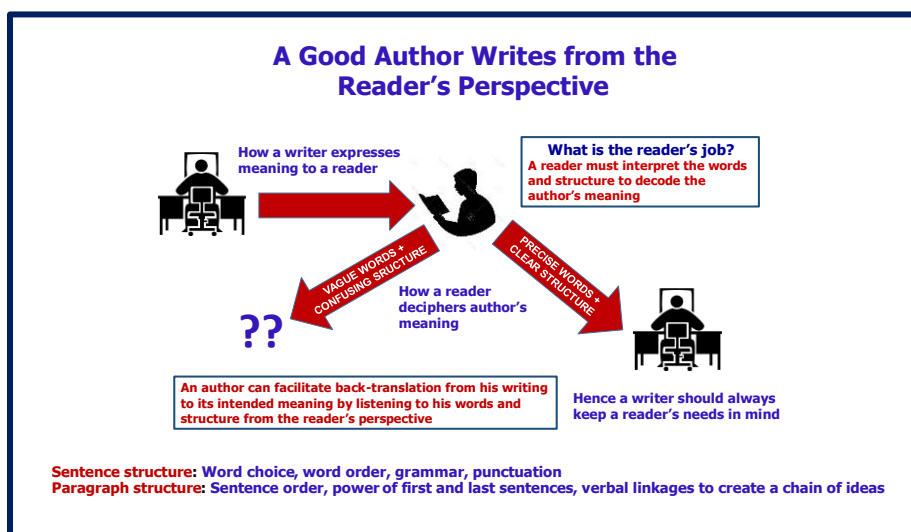 A Good Author Writes from the
Reader's Perspective
How a writer expresses
meaning to a reader
What is the reader's job?
A reader must interpret the words
and structure to decode the
author's meaning
VAGUE WORDS +
CONFUSING SRUCTURE
PRECISE WORDS +
CLEAR STRUCTURE
How a reader
deciphers author's
meaning
??
An author can facilitate back-translation from his writing
to its intended meaning by listening to his words and
structure from the reader's perspective
Hence a writer should always
keep a reader's needs in mind
Sentence structure: Word choice, word order, grammar, punctuation
Paragraph structure: Sentence order, power of first and last sentences, verbal linkages to create a chain of ideas